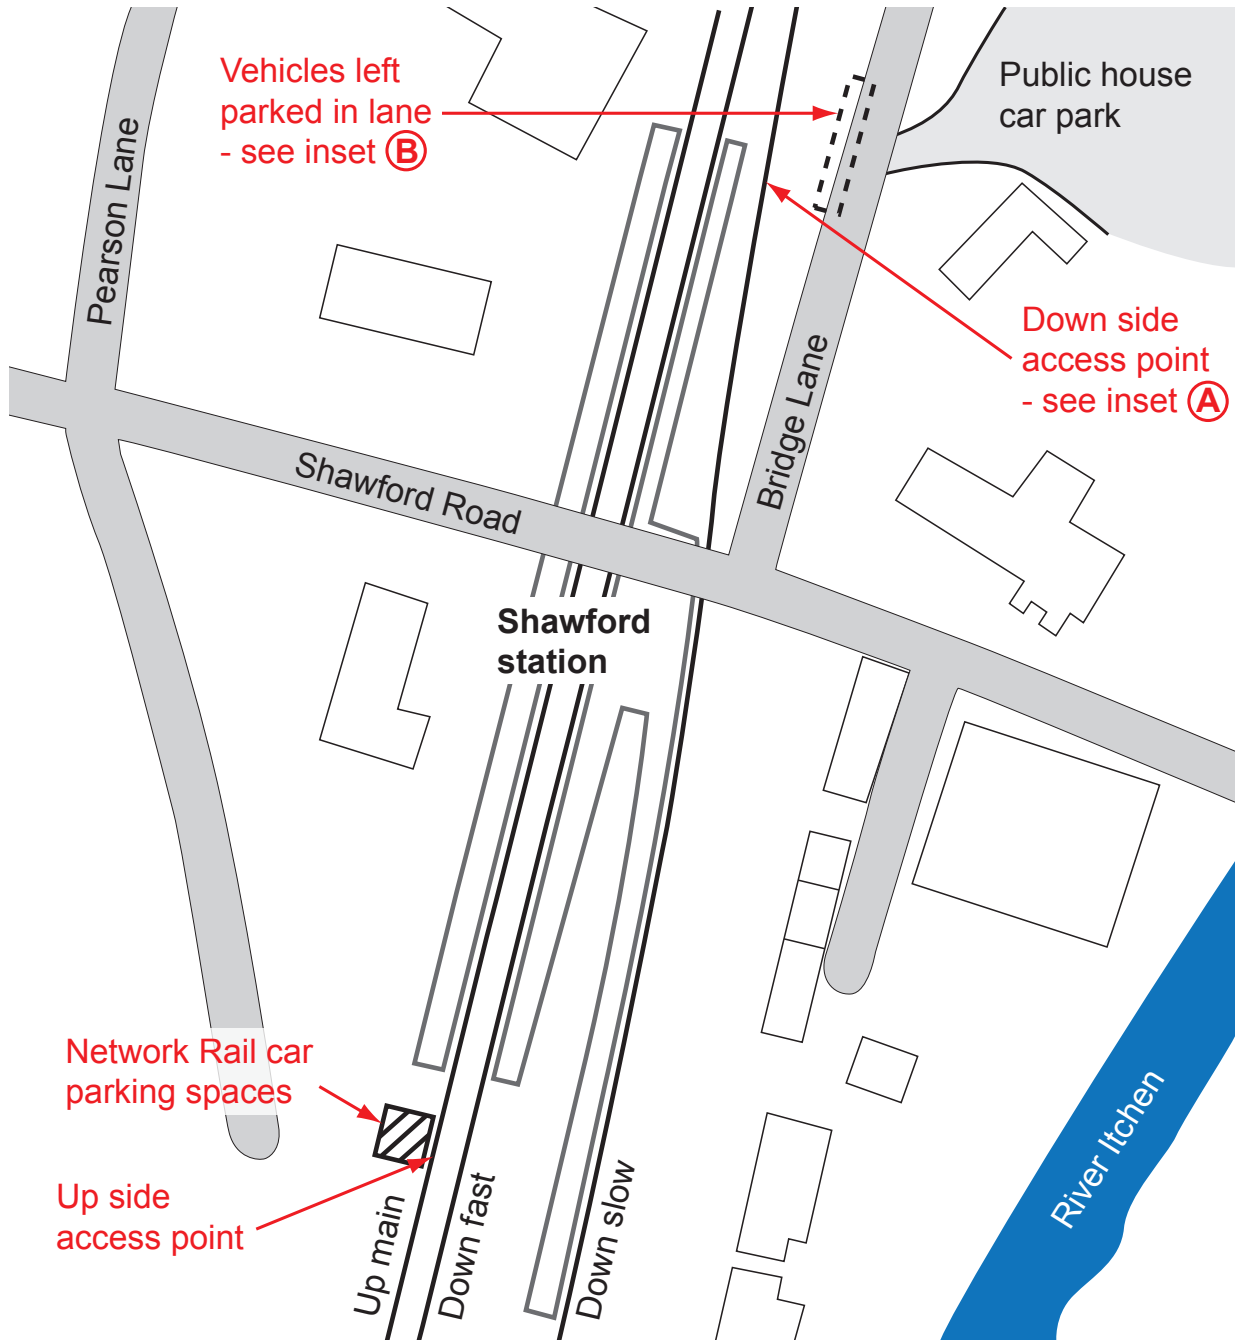 Vehicles left
parked in lane
- see inset B
Public house
car park
Pearson Lane
Down side
access point
- see inset A
Bridge Lane
Shawford Road
Shawford
station
Network Rail car
parking spaces
Up side
access point
Up main
Down fast
Down slow
River Itchen